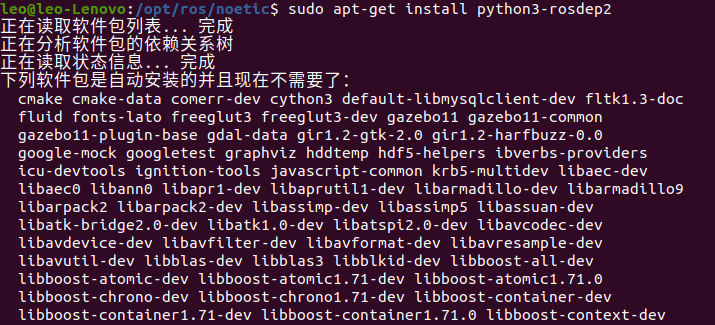 leo@leo-Lenovo:/opt/ros/noetic$ sudo apt-get install python3-rosdep2
正在读取软件包列表... 完成
正在分析软件包的依赖关系树
正在读取状态信息... 完成
下列软件包是自动安装的并且现在不需要了：
  cmake cmake-data comerr-dev cython3 default-libmysqlclient-dev fltk1.3-doc
  fluid fonts-lato freeglut3 freeglut3-dev gazebo11 gazebo11-common
  gazebo11-plugin-base gdal-data gir1.2-gtk-2.0 gir1.2-harfbuzz-0.0
  google-mock googletest graphviz hddtemp hdf5-helpers ibverbs-providers
  icu-devtools ignition-tools javascript-common krb5-multidev libaec-dev
  libaec0 libann0 libapr1-dev libaprutil1-dev libarmadillo-dev libarmadillo9
  libarpack2 libarpack2-dev libassimp-dev libassimp5 libassuan-dev
  libatk-bridge2.0-dev libatk1.0-dev libatspi2.0-dev libavcodec-dev
  libavdevice-dev libavfilter-dev libavformat-dev libavresample-dev
  libavutil-dev libblas-dev libblas3 libblkid-dev libboost-all-dev
  libboost-atomic-dev libboost-atomic1.71-dev libboost-atomic1.71.0
  libboost-chrono-dev libboost-chrono1.71-dev libboost-container-dev
  libboost-container1.71-dev libboost-container1.71.0 libboost-context-dev